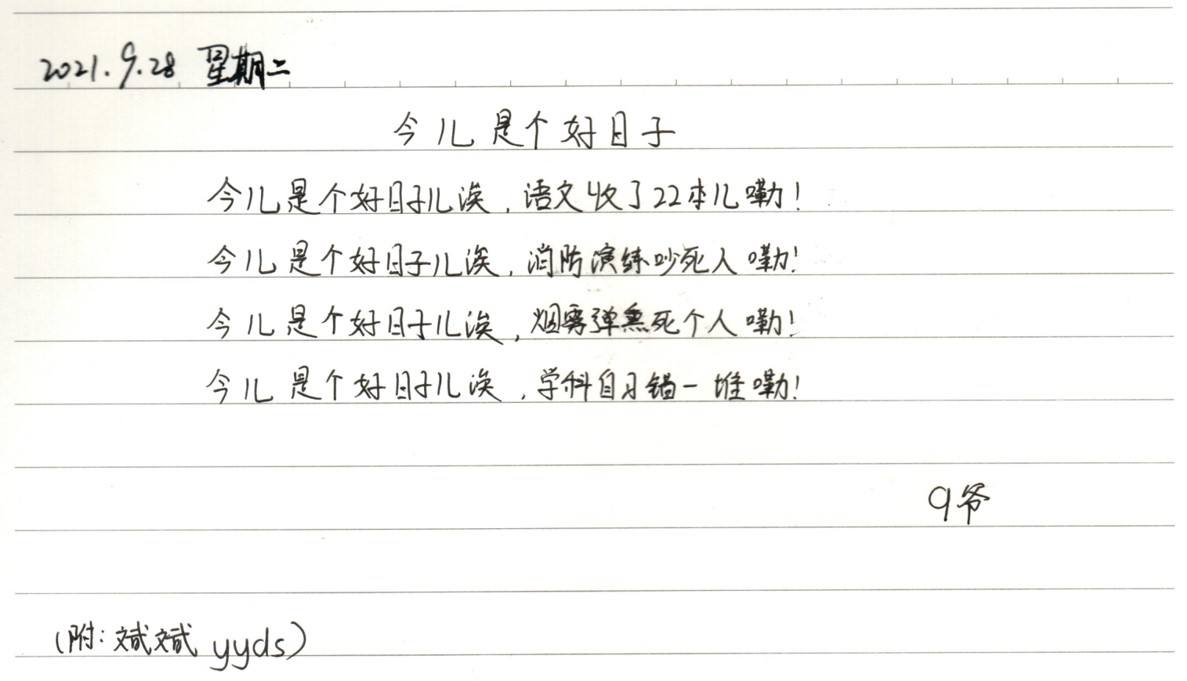 2021.9.28 星期二
今儿是个好日子
今儿是个好日子儿涘，语文收了22本儿嘞！
今儿是个好日子儿涘，消防演练吵死人嘞！
今儿是个好日子儿涘，烟雾弹熏死个人嘞！
今儿是个好日子儿涘，学科自习错一堆嘞！
9爷
（附：斌斌 yyds）